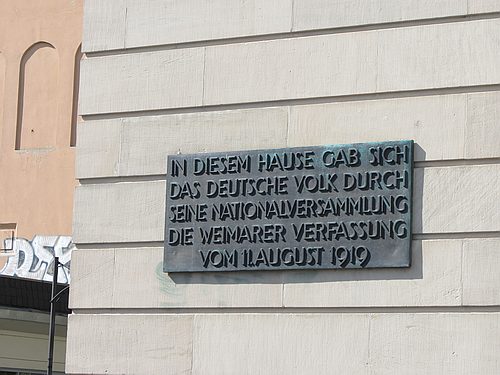 IN DIESEM HAUSE GAB SICH
DAS DEUTSCHE VOLK DURCH
SEINE NATIONALVERSAMMLUNG
DIE WEIMARER VERFASSUNG
VOM 11.AUGUST 1919